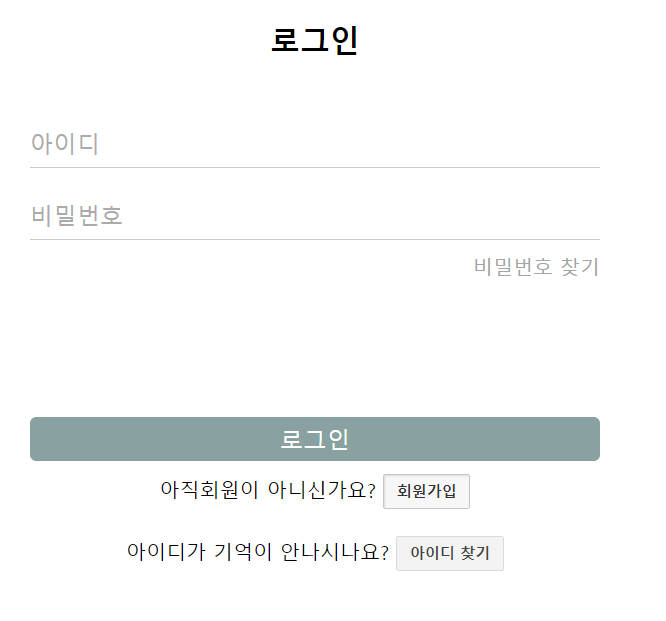 로그인
아이디
비밀번호
비밀번호 찾기
로그인
아직회원이 아니신가요? 회원가입
아이디가 기억이 안나시나요? 아이디 찾기